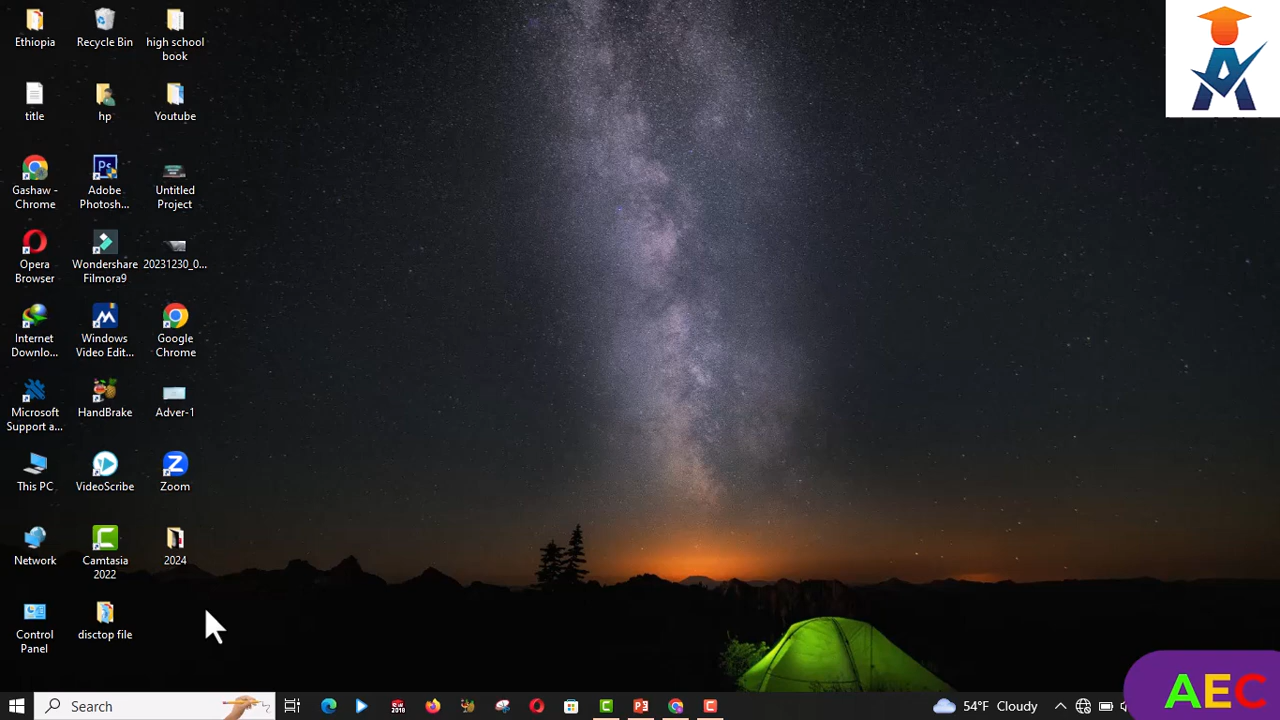 Ethiopia
Recycle Bin
high school
book
title
hp
Youtube
Gashaw -
Chrome
Adobe
Photosh...
Untitled
Project
Opera
Browser
Wondershare
Filmora9
20231230_0...
Internet
Downlo...
Windows
Video Edit...
Google
Chrome
Microsoft
Support a...
HandBrake
Adver-1
This PC
VideoScribe
Zoom
Network
Camtasia
2022
2024
Control
Panel
disctop file
Search
2018
54°F Cloudy
AEC